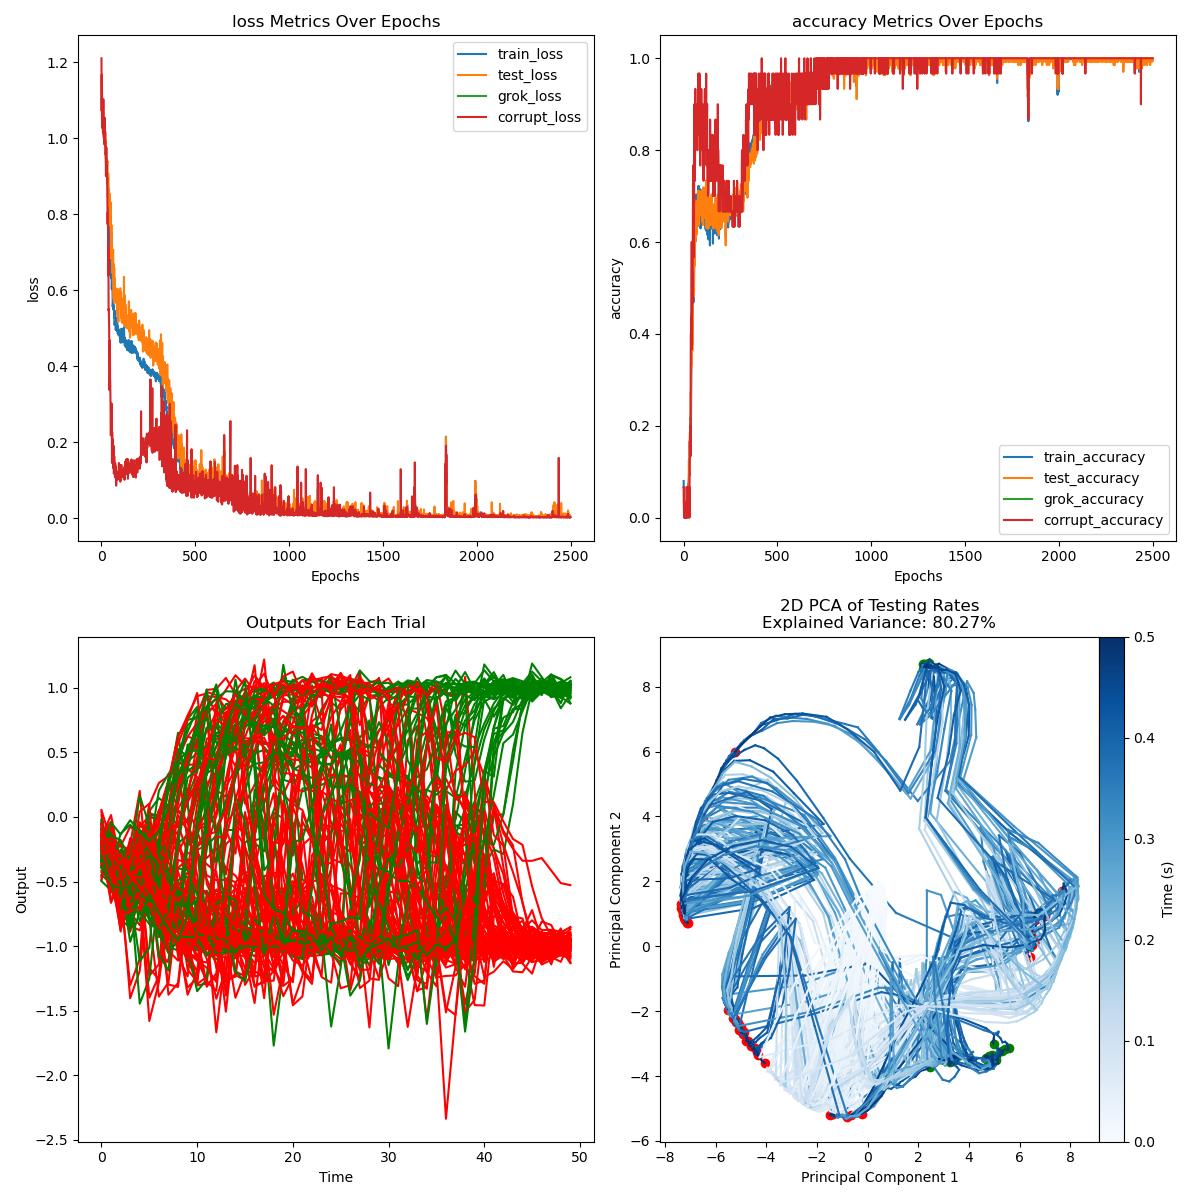 loss Metrics Over Epochs
1.2
1.0
0.8
0.6
0.4
0.2
0.0
loss
0
500
1000
1500
2000
2500
Epochs
train_loss
test_loss
grok_loss
corrupt_loss
accuracy Metrics Over Epochs
1.0
0.8
0.6
0.4
0.2
0.0
accuracy
0
500
1000
1500
2000
2500
Epochs
train_accuracy
test_accuracy
grok_accuracy
corrupt_accuracy
Outputs for Each Trial
1.0
0.5
0.0
−0.5
−1.0
−1.5
−2.0
−2.5
Output
0
10
20
30
40
50
Time
2D PCA of Testing Rates
Explained Variance: 80.27%
8
6
4
2
0
−2
−4
−6
Principal Component 2
−8
−6
−4
−2
0
2
4
6
8
Principal Component 1
0.5
0.4
0.3
0.2
0.1
0.0
Time (s)